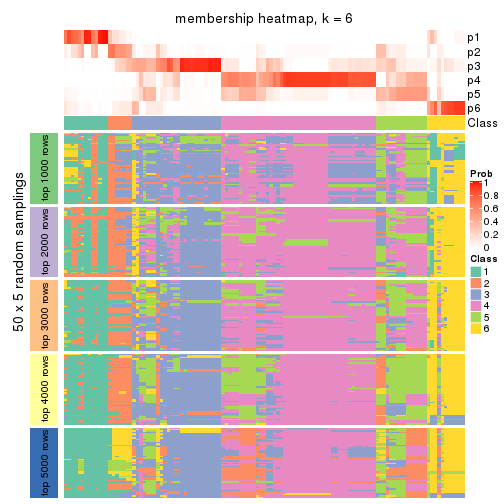 membership heatmap, k = 6
p1
p2
p3
p4
p5
p6
Class
50 x 5 random samplings
top 1000 rows
top 2000 rows
top 3000 rows
top 4000 rows
top 5000 rows
Prob
1
0.8
0.6
0.4
0.2
0
Class
1
2
3
4
5
6